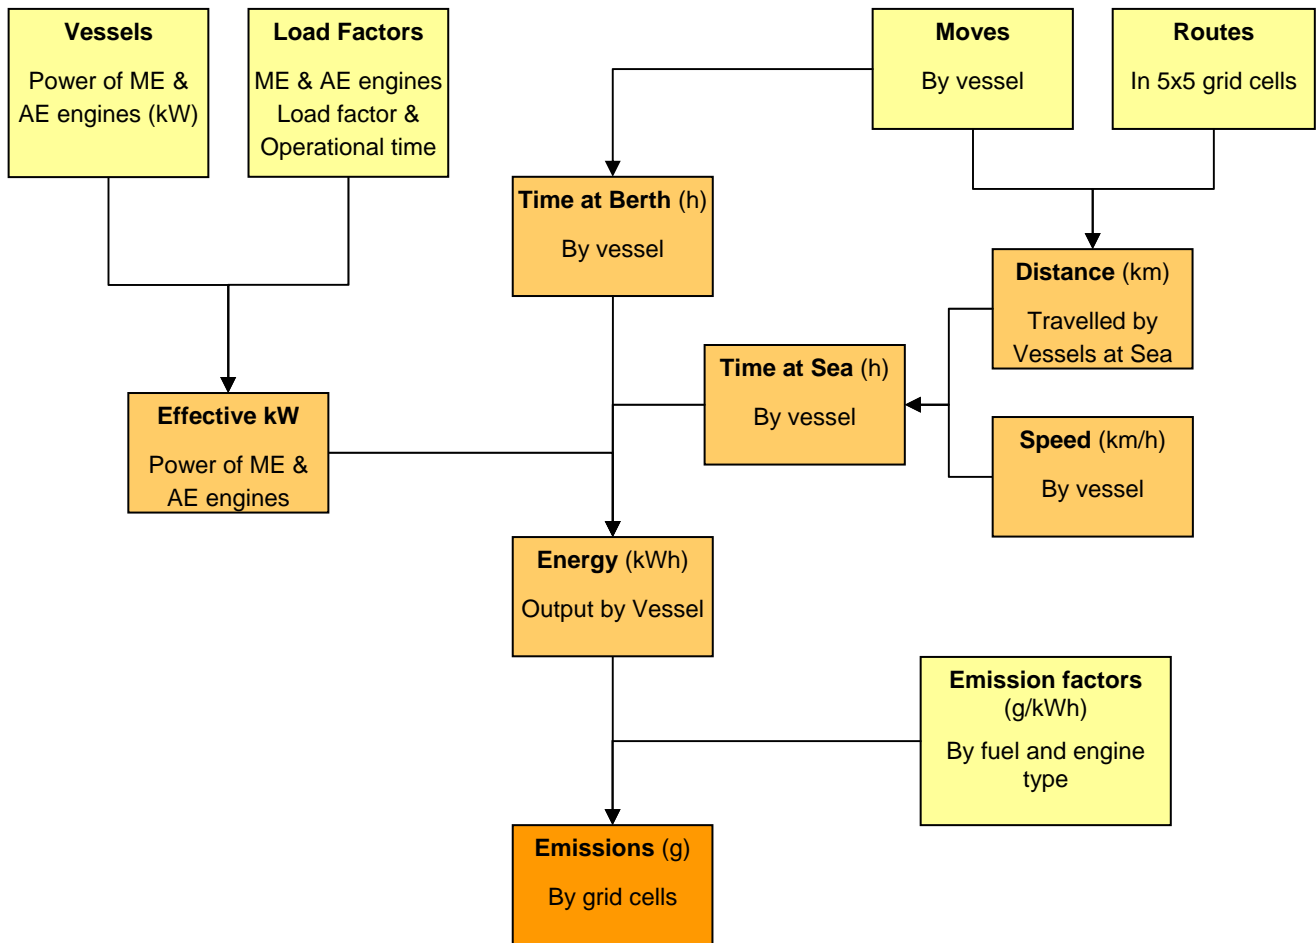 Vessels
Power of ME &
AE engines (kW)
Load Factors
ME & AE engines
Load factor &
Operational time
Moves
By vessel
Routes
In 5x5 grid cells
Time at Berth (h)
By vessel
Distance (km)
Travelled by
Vessels at Sea
Time at Sea (h)
By vessel
Effective kW
Power of ME &
AE engines
Speed (km/h)
By vessel
Energy (kWh)
Output by Vessel
Emission factors
(g/kWh)
By fuel and engine
type
Emissions (g)
By grid cells